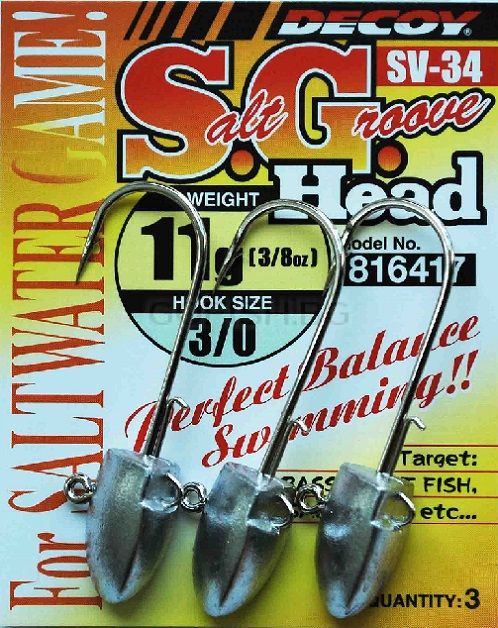 DECOY
SV-34
Salt Groove
S.G.
Head
WEIGHT
11g (3/8oz)
Model No.
816417
HOOK SIZE
3/0
Perfect Balance
Swimming!!
Target:
BASS, FISH,
etc...
QUANTITY:3
For SALTWATER GAME!